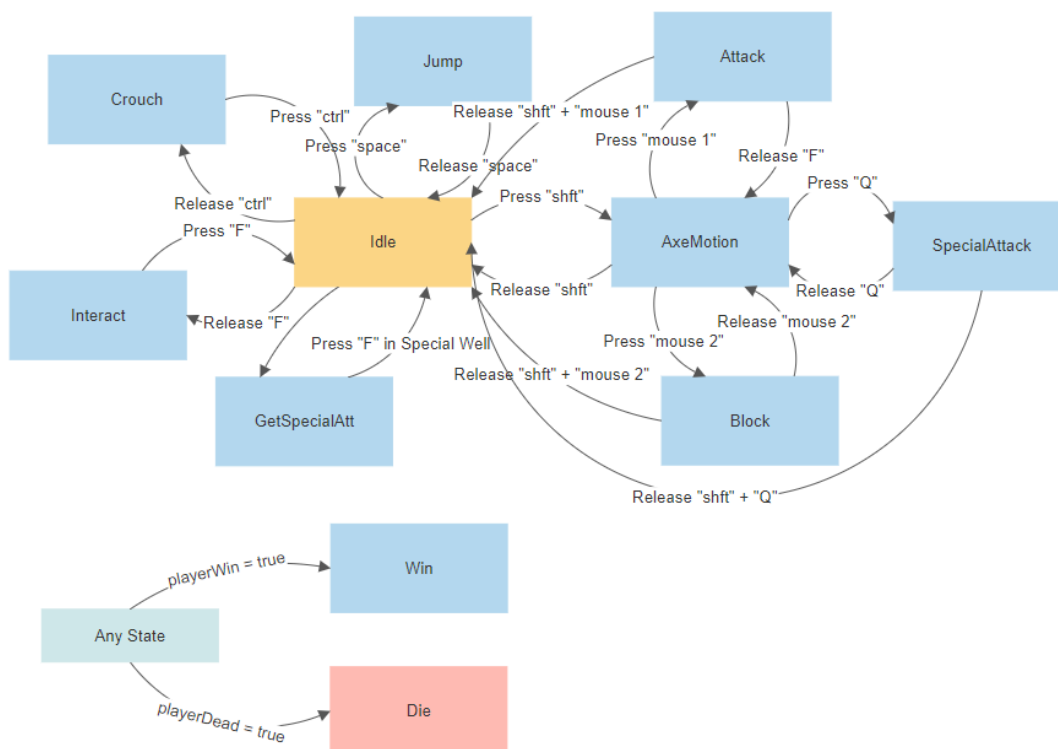 Jump
Attack
Crouch
Press "ctrl"
Release "shft" + "mouse 1"
Press "space"
Press "mouse 1"
Release "F"
Release "space"
Press "Q"
Press "shft"
Release "ctrl"
Press "F"
Idle
AxeMotion
SpecialAttack
Release "shft"
Release "Q"
Interact
Release "F"
Release "mouse 2"
Press "F" in Special Well
Press "mouse 2"
Release "shft" + "mouse 2"
GetSpecialAtt
Block
Release "shft" + "Q"
playerWin = true
Win
Any State
playerDead = true
Die